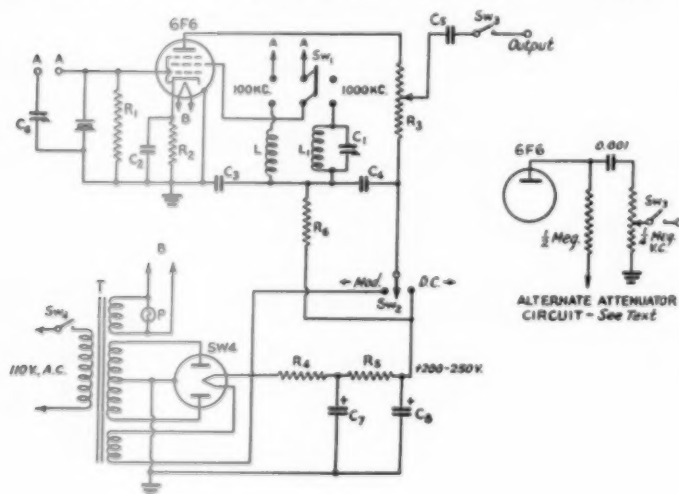 6F6
C5
Sw3
Output
A
A
A
A
Sw1
100KC.
1000KC.
R1
B
R3
C6
C2
R2
L
L1
C1
C3
C4
6F6
0.001
R6
Sw3
½ Meg.
½ Meg.
V.C.
B
← Mod.
D.C. →
Sw2
ALTERNATE ATTENUATOR
CIRCUIT - See Text
T
P
Sw4
5W4
110V., A.C.
R4
R5
+200-250V.
+
C7
+
C8